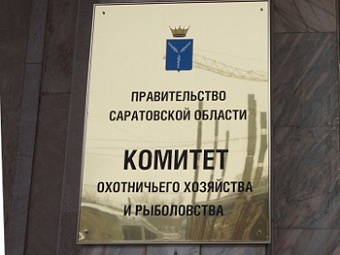 ПРАВИТЕЛЬСТВО
САРАТОВСКОЙ ОБЛАСТИ
КОМИТЕТ
ОХОТНИЧЬЕГО ХОЗЯЙСТВА
И РЫБОЛОВСТВА